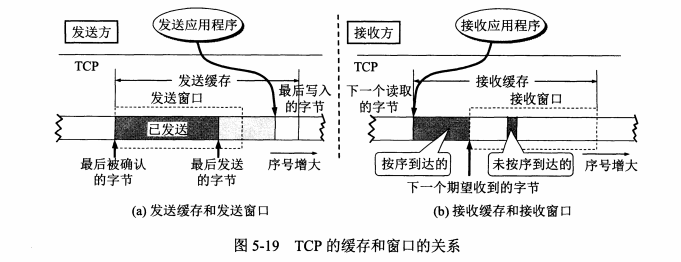 发送方
发送应用程序
TCP
发送缓存
发送窗口
最后写入
的字节
已发送
最后被确认
的字节
最后发送
的字节
序号增大
(a) 发送缓存和发送窗口
接收方
接收应用程序
TCP
接收缓存
下一个读取
的字节
接收窗口
按序到达的
未按序到达的
序号增大
下一个期望收到的字节
(b) 接收缓存和接收窗口
图 5-19 TCP 的缓存和窗口的关系